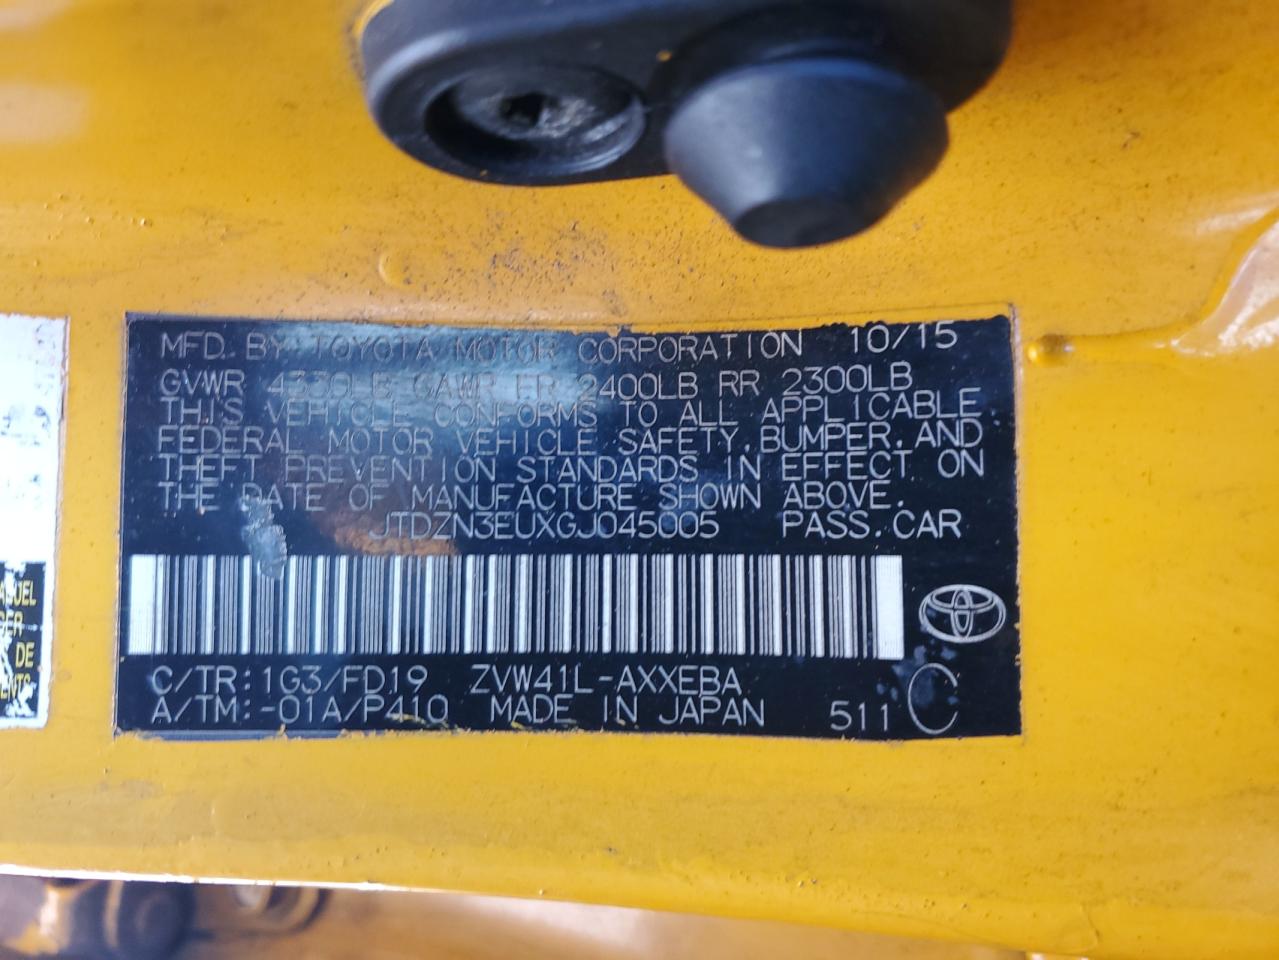 MFD. BY TOYOTA MOTOR CORPORATION 10/15
GVWR 4330LB GAWR FR 2400LB RR 2300LB
THIS VEHICLE CONFORMS TO ALL APPLICABLE
FEDERAL MOTOR VEHICLE SAFETY, BUMPER, AND
THEFT PREVENTION STANDARDS IN EFFECT ON
THE DATE OF MANUFACTURE SHOWN ABOVE.
JTDZN3EUXGJ045005 PASS. CAR
C/TR: 1G3/FD19 ZVW41L-AXXEBA
A/TM: -01A/P410 MADE IN JAPAN 511 C
DE